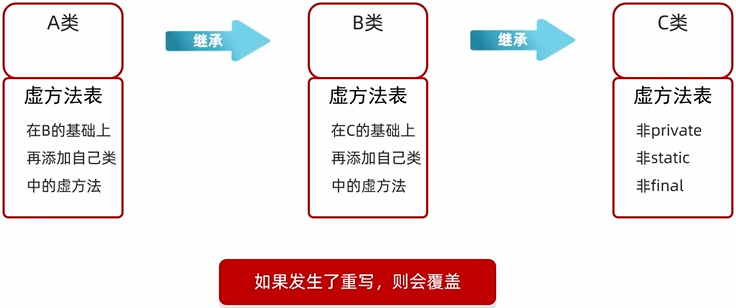 A类
继承
B类
继承
C类
虚方法表
在B的基础上
再添加自己类
中的虚方法
虚方法表
在C的基础上
再添加自己类
中的虚方法
虚方法表
非private
非static
非final
如果发生了重写，则会覆盖